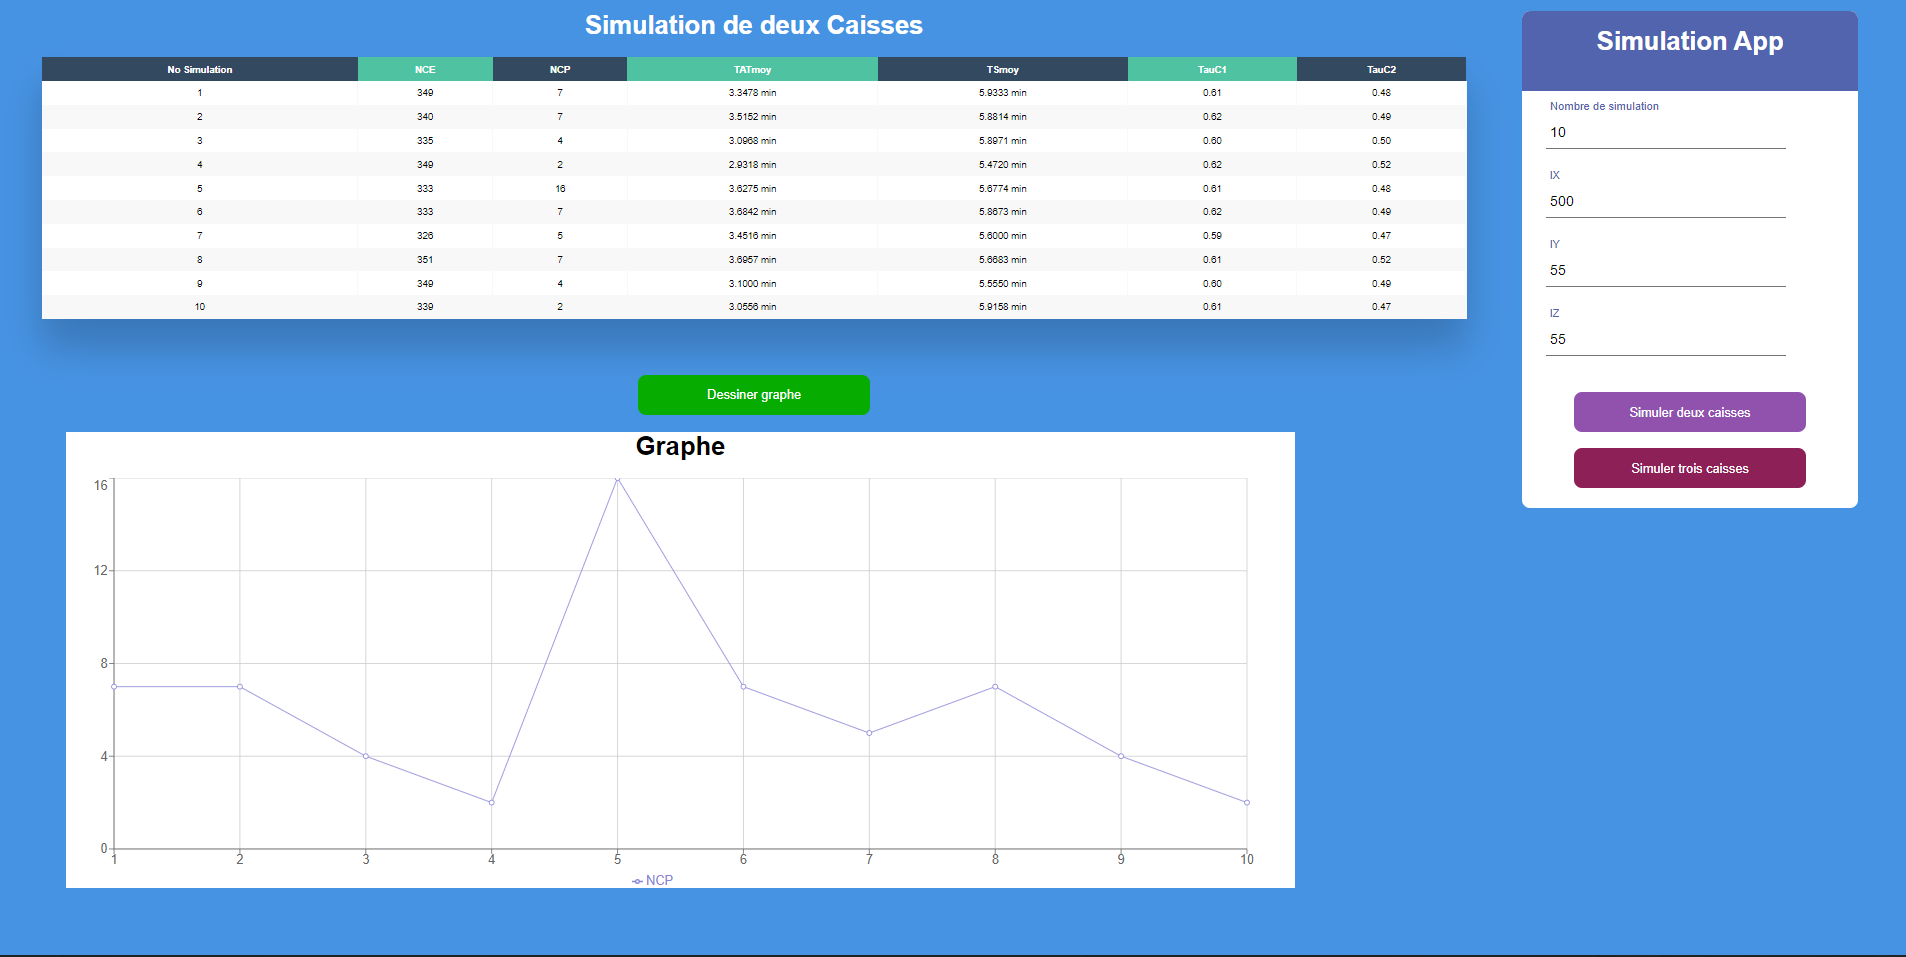 Simulation de deux Caisses
No Simulation NCE NCP TATmoy TSmoy TauC1 TauC2
1 349 7 3.3478 min 5.9333 min 0.61 0.48
2 340 7 3.5152 min 5.8814 min 0.62 0.49
3 335 4 3.0968 min 5.8971 min 0.60 0.50
4 349 2 2.9318 min 5.4720 min 0.62 0.52
5 333 16 3.6275 min 5.6774 min 0.61 0.48
6 333 7 3.6842 min 5.8673 min 0.62 0.49
7 326 5 3.4516 min 5.6000 min 0.59 0.47
8 351 7 3.6957 min 5.6683 min 0.61 0.52
9 349 4 3.1000 min 5.5550 min 0.60 0.49
10 339 2 3.0556 min 5.9158 min 0.61 0.47
Dessiner graphe
Graphe
16
12
8
4
0
1 2 3 4 5 6 7 8 9 10
NCP
Simulation App
Nombre de simulation
10
IX
500
IY
55
IZ
55
Simuler deux caisses
Simuler trois caisses